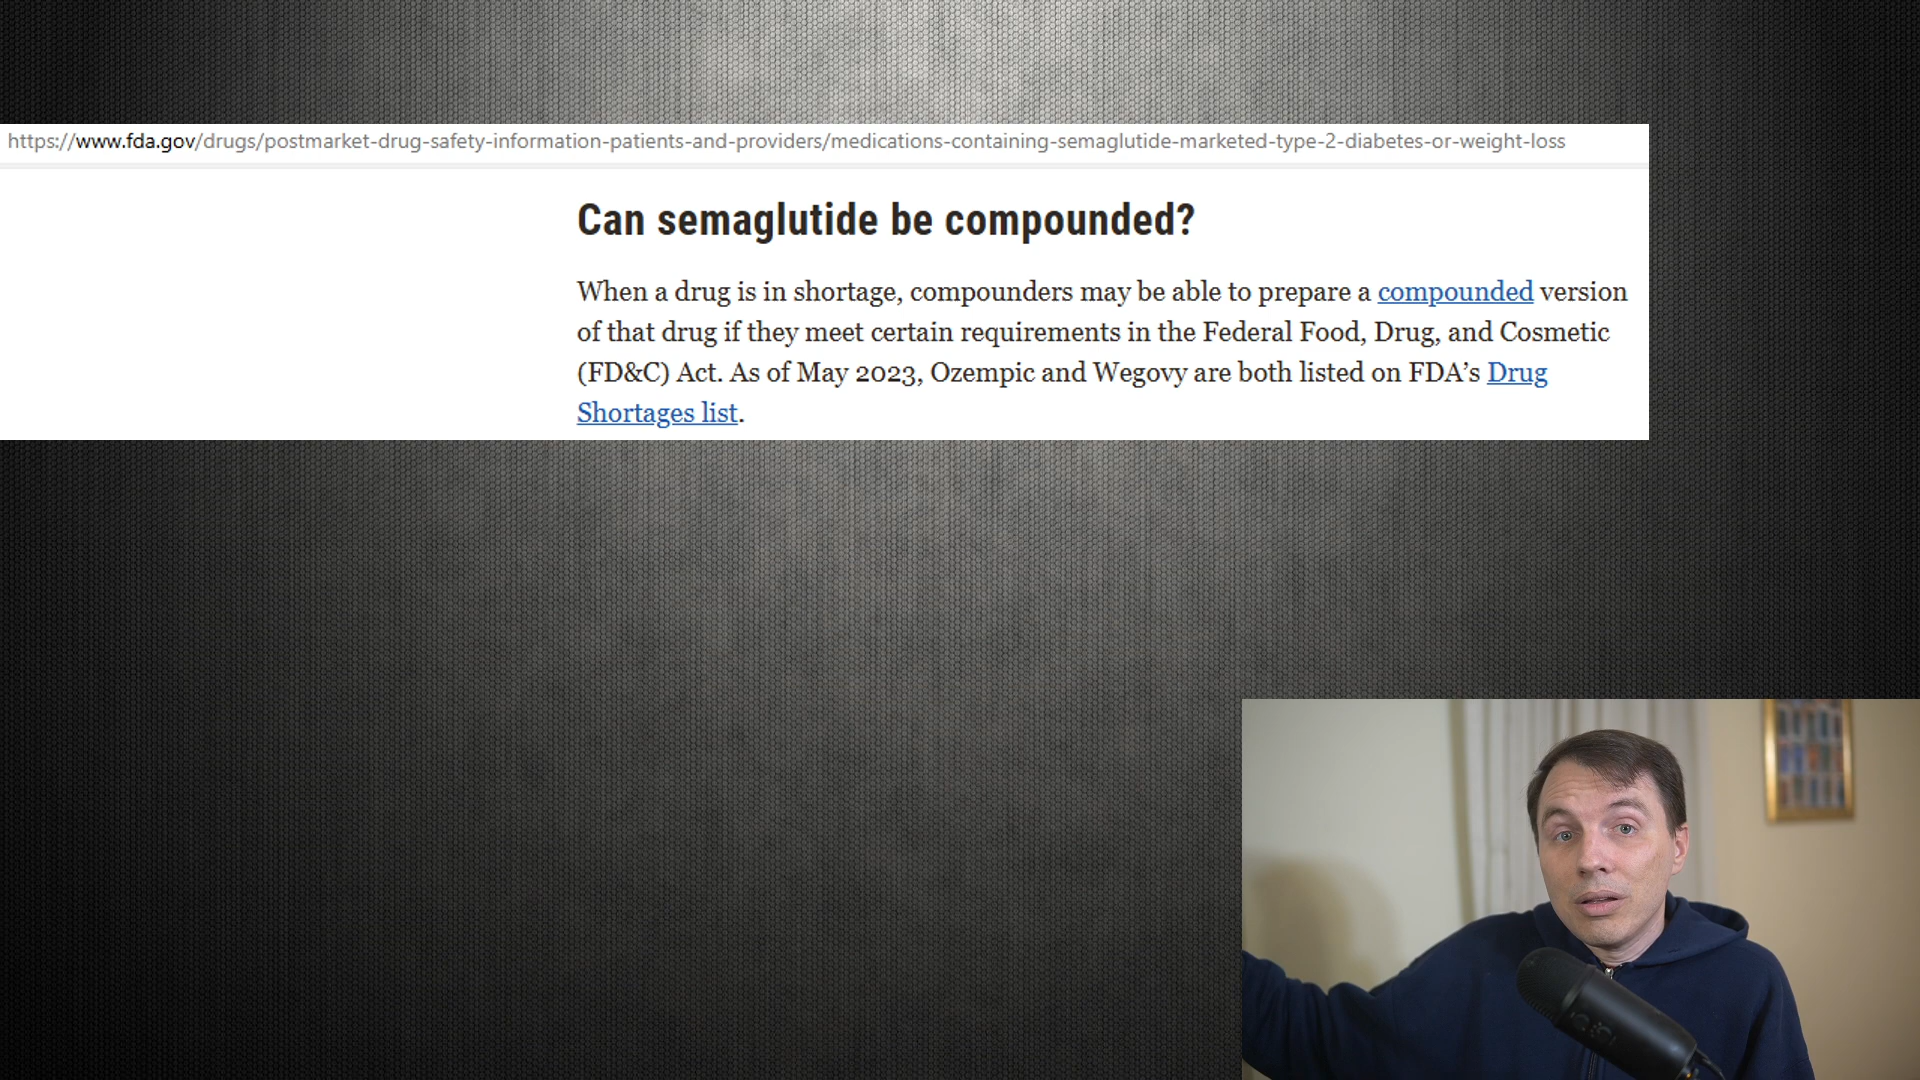 https://www.fda.gov/drugs/postmarket-drug-safety-information-patients-and-providers/medications-containing-semaglutide-marketed-type-2-diabetes-or-weight-loss
Can semaglutide be compounded?
When a drug is in shortage, compounders may be able to prepare a compounded version
of that drug if they meet certain requirements in the Federal Food, Drug, and Cosmetic
(FD&C) Act. As of May 2023, Ozempic and Wegovy are both listed on FDA’s Drug
Shortages list.